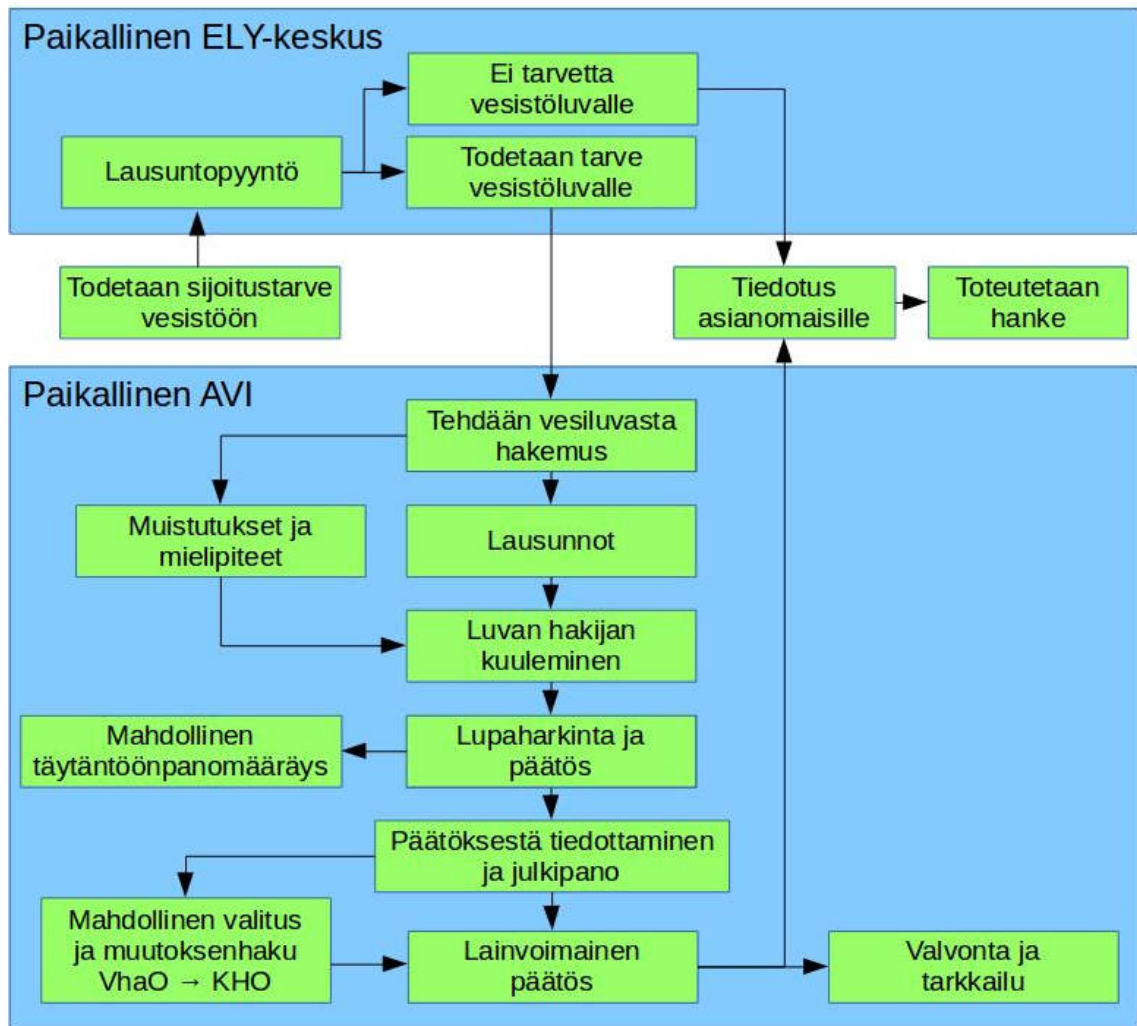 Paikallinen ELY-keskus
Ei tarvetta
vesistöluvalle
Lausuntopyyntö
Todetaan tarve
vesistöluvalle
Todetaan sijoitustarve
vesistöön
Tiedotus
asianomaisille
Toteutetaan
hanke
Paikallinen AVI
Tehdään vesiluvasta
hakemus
Muistutukset ja
mielipiteet
Lausunnot
Luvan hakijan
kuuleminen
Mahdollinen
täytäntöönpanomääräys
Lupaharkinta ja
päätös
Päätöksestä tiedottaminen
ja julkipano
Mahdollinen valitus
ja muutoksenhaku
VhaO → KHO
Lainvoimainen
päätös
Valvonta ja
tarkkailu